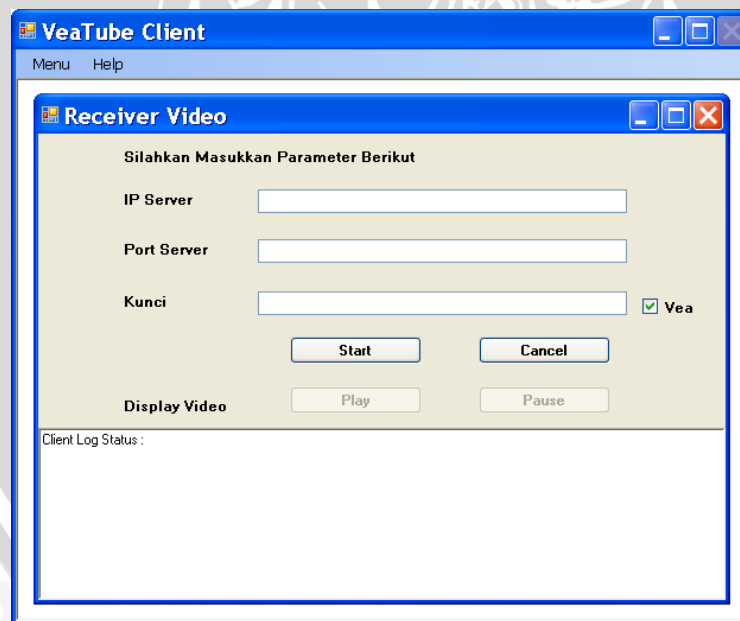 VeaTube Client
Menu Help
Receiver Video
Silahkan Masukkan Parameter Berikut
IP Server
Port Server
Kunci Vea
Start Cancel
Display Video Play Pause
Client Log Status :